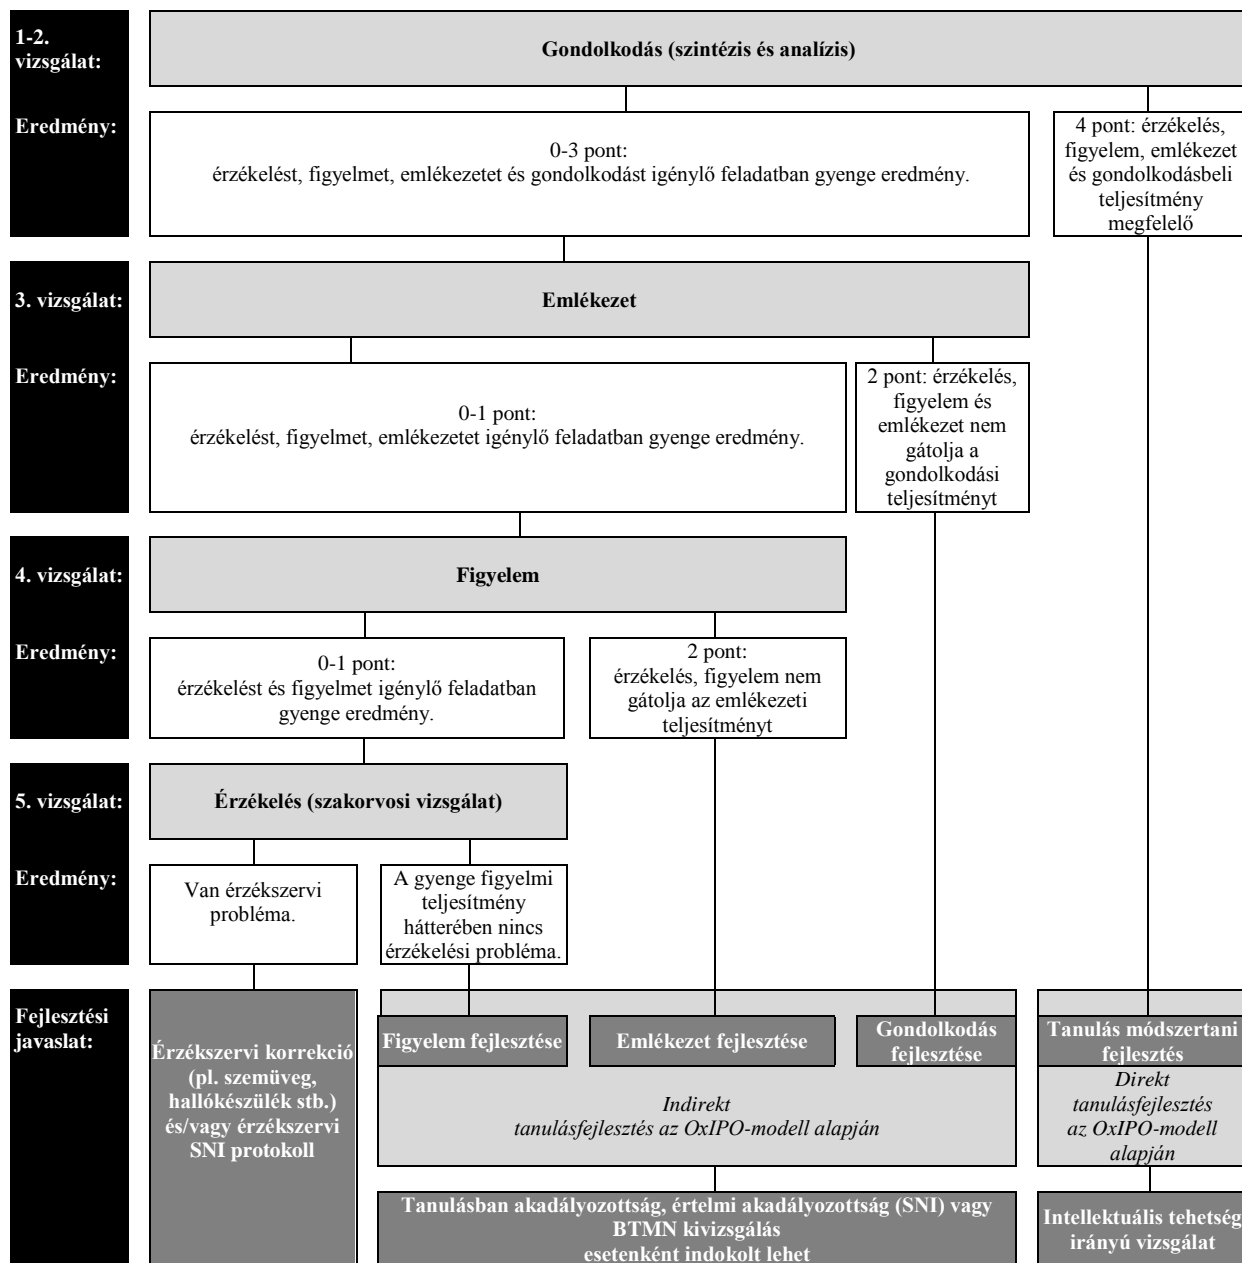 1-2.
vizsgálat:
Gondolkodás (szintézis és analízis)
Eredmény:
0-3 pont:
érzékelést, figyelmet, emlékezetet és gondolkodást igénylő feladatban gyenge eredmény.
4 pont: érzékelés,
figyelem, emlékezet
és gondolkodásbeli
teljesítmény
megfelelő
3. vizsgálat:
Emlékezet
Eredmény:
0-1 pont:
érzékelést, figyelmet, emlékezetet igénylő feladatban gyenge eredmény.
2 pont: érzékelés,
figyelem és
emlékezet nem
gátolja a
gondolkodási
teljesítményt
4. vizsgálat:
Figyelem
Eredmény:
0-1 pont:
érzékelést és figyelmet igénylő feladatban
gyenge eredmény.
2 pont:
érzékelés, figyelem nem
gátolja az emlékezeti
teljesítményt
5. vizsgálat:
Érzékelés (szakorvosi vizsgálat)
Eredmény:
Van érzékszervi
probléma.
A gyenge figyelmi
teljesítmény
hátterében nincs
érzékelési probléma.
Fejlesztési
javaslat:
Érzékszervi korrekció
(pl. szemüveg,
hallókészülék stb.)
és/vagy érzékszervi
SNI protokoll
Figyelem fejlesztése
Emlékezet fejlesztése
Gondolkodás
fejlesztése
Tanulás módszertani
fejlesztés
Indirekt
tanulásfejlesztés az OxIPO-modell alapján
Direkt
tanulásfejlesztés
az OxIPO-modell
alapján
Tanulásban akadályozottság, értelmi akadályozottság (SNI) vagy
BTMN kivizsgálás
esetenként indokolt lehet
Intellektuális tehetség
irányú vizsgálat